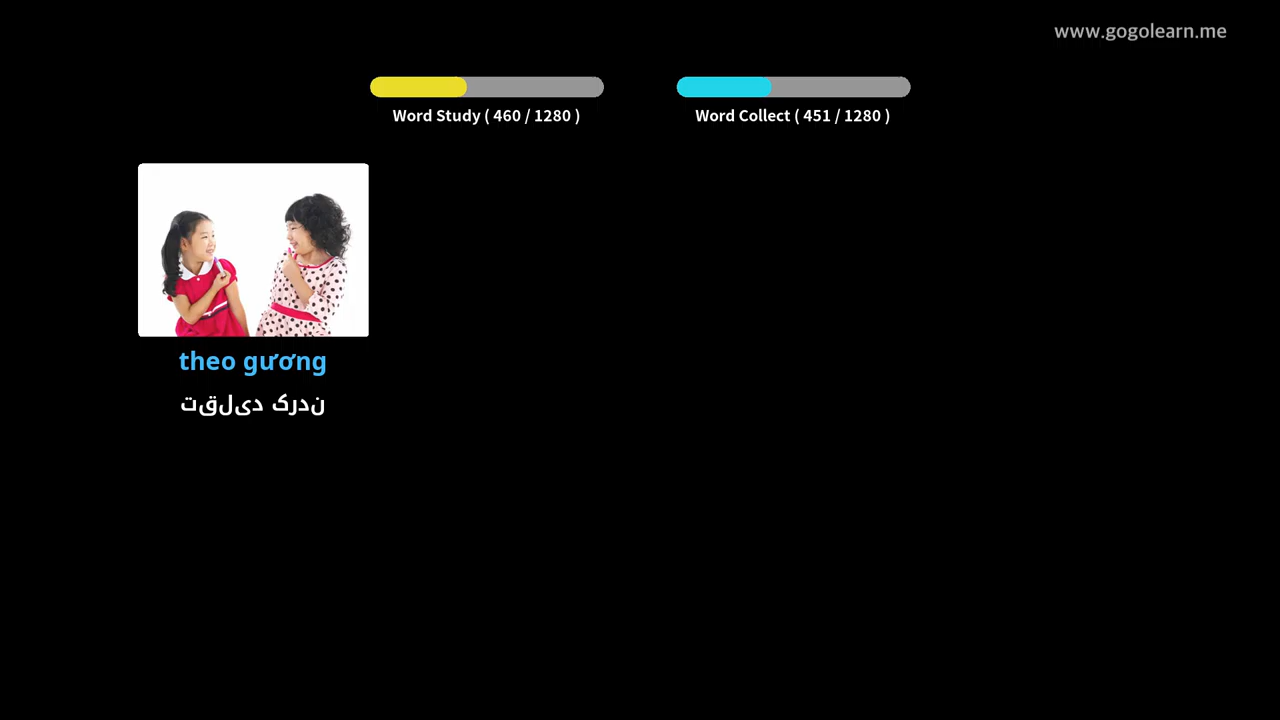 www.gogolearn.me
Word Study ( 460 / 1280 )
Word Collect ( 451 / 1280 )
theo gương
تقلید کردن